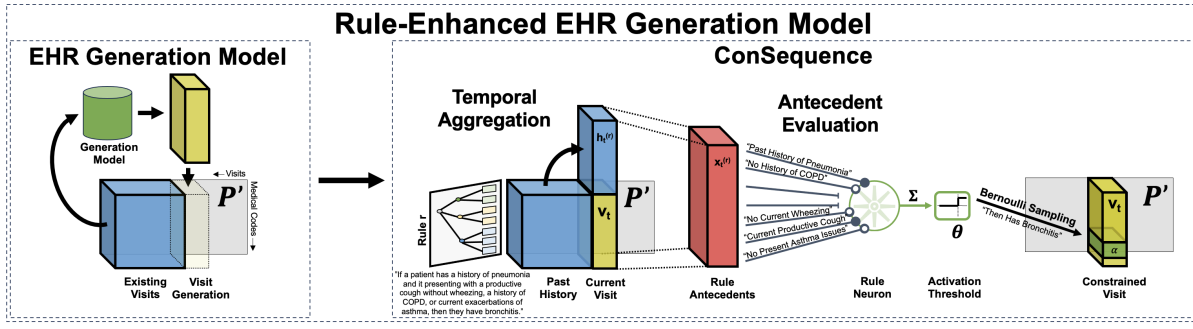 Rule-Enhanced EHR Generation Model
EHR Generation Model
Generation
Model
Visits
P'
Medical Codes
Existing
Visits
Visit
Generation
ConSequence
Temporal
Aggregation
Rule r
"If a patient has a history of pneumonia
and it presenting with a productive
cough without wheezing, a history of
COPD, or current exacerbations of
asthma, then they have bronchitis."
h_t^(r)
v_t
P'
Past
History
Current
Visit
x_t^(r)
Rule
Antecedents
Antecedent
Evaluation
"Past History of Pneumonia"
"No History of COPD"
"No Current Wheezing"
"Current Productive Cough"
"No Present Asthma Issues"
Rule
Neuron
Σ
θ
Activation
Threshold
Bernoulli Sampling
"Then Has Bronchitis"
v_t
α
P'
Constrained
Visit